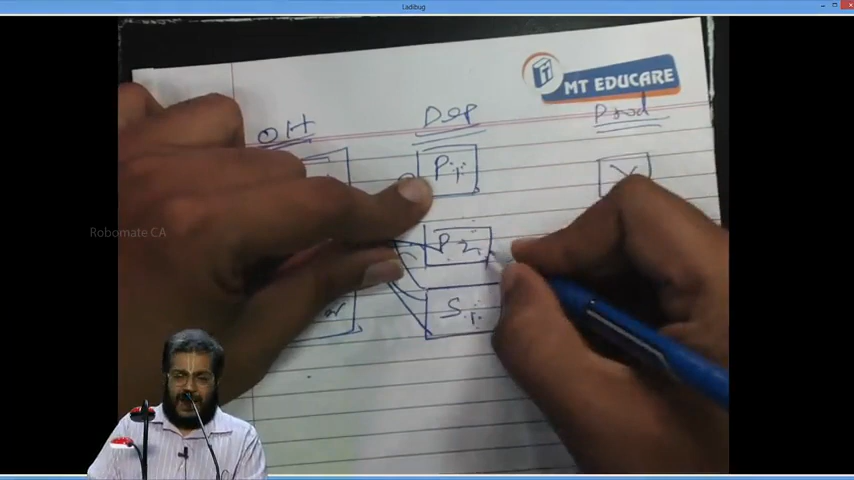 Ladibug
MT EDUCARE
OH Dep Prod
P1
Y
Robomate CA
P2
S1